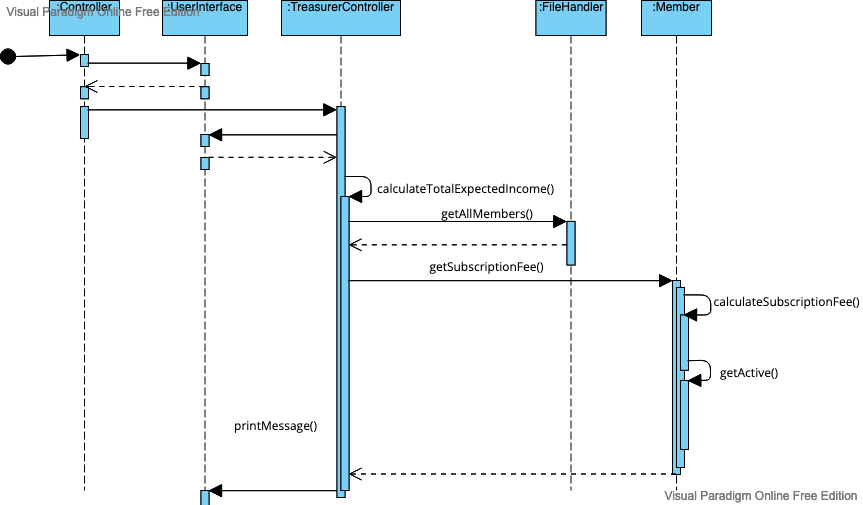 :Controller
:UserInterface
:TreasurerController
:FileHandler
:Member
Visual Paradigm Online Free Edition
calculateTotalExpectedIncome()
getAllMembers()
getSubscriptionFee()
calculateSubscriptionFee()
getActive()
printMessage()
Visual Paradigm Online Free Edition